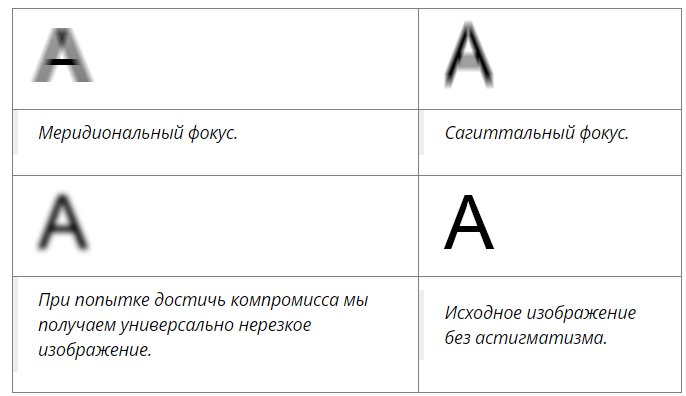 А
А
Меридиональный фокус.
Сагиттальный фокус.
А
А
При попытке достичь компромисса мы
получаем универсально нерезкое
изображение.
Исходное изображение
без астигматизма.